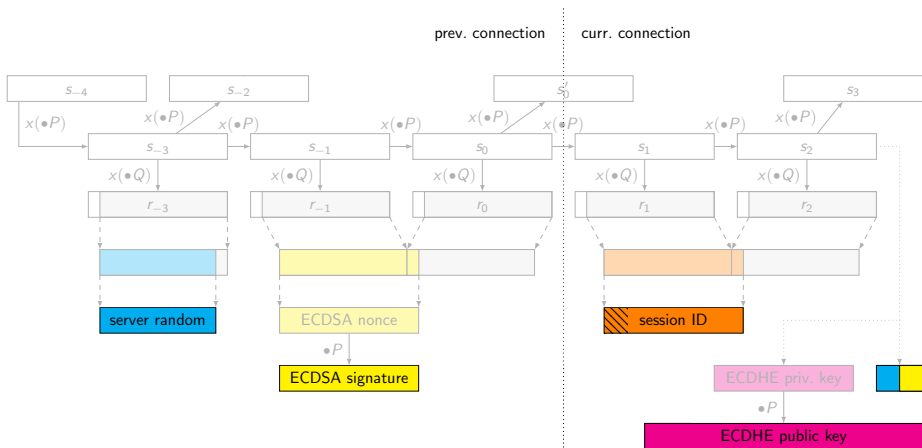 prev. connection curr. connection
s₋₄ s₋₂ s′₀ s₃
x(•P) x(•P) x(•P) x(•P) x(•P) x(•P) x(•P) x(•P)
s₋₃ s₋₁ s₀ s₁ s₂
x(•Q) x(•Q) x(•Q) x(•Q) x(•Q)
r₋₃ r₋₁ r₀ r₁ r₂
server random ECDSA nonce session ID
•P
ECDSA signature ECDHE priv. key
•P
ECDHE public key